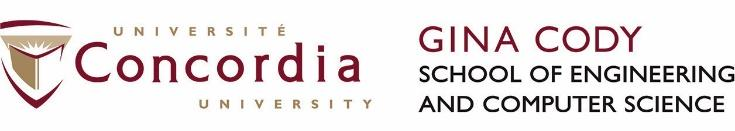 UNIVERSITÉ
Concordia
UNIVERSITY
GINA CODY
SCHOOL OF ENGINEERING
AND COMPUTER SCIENCE